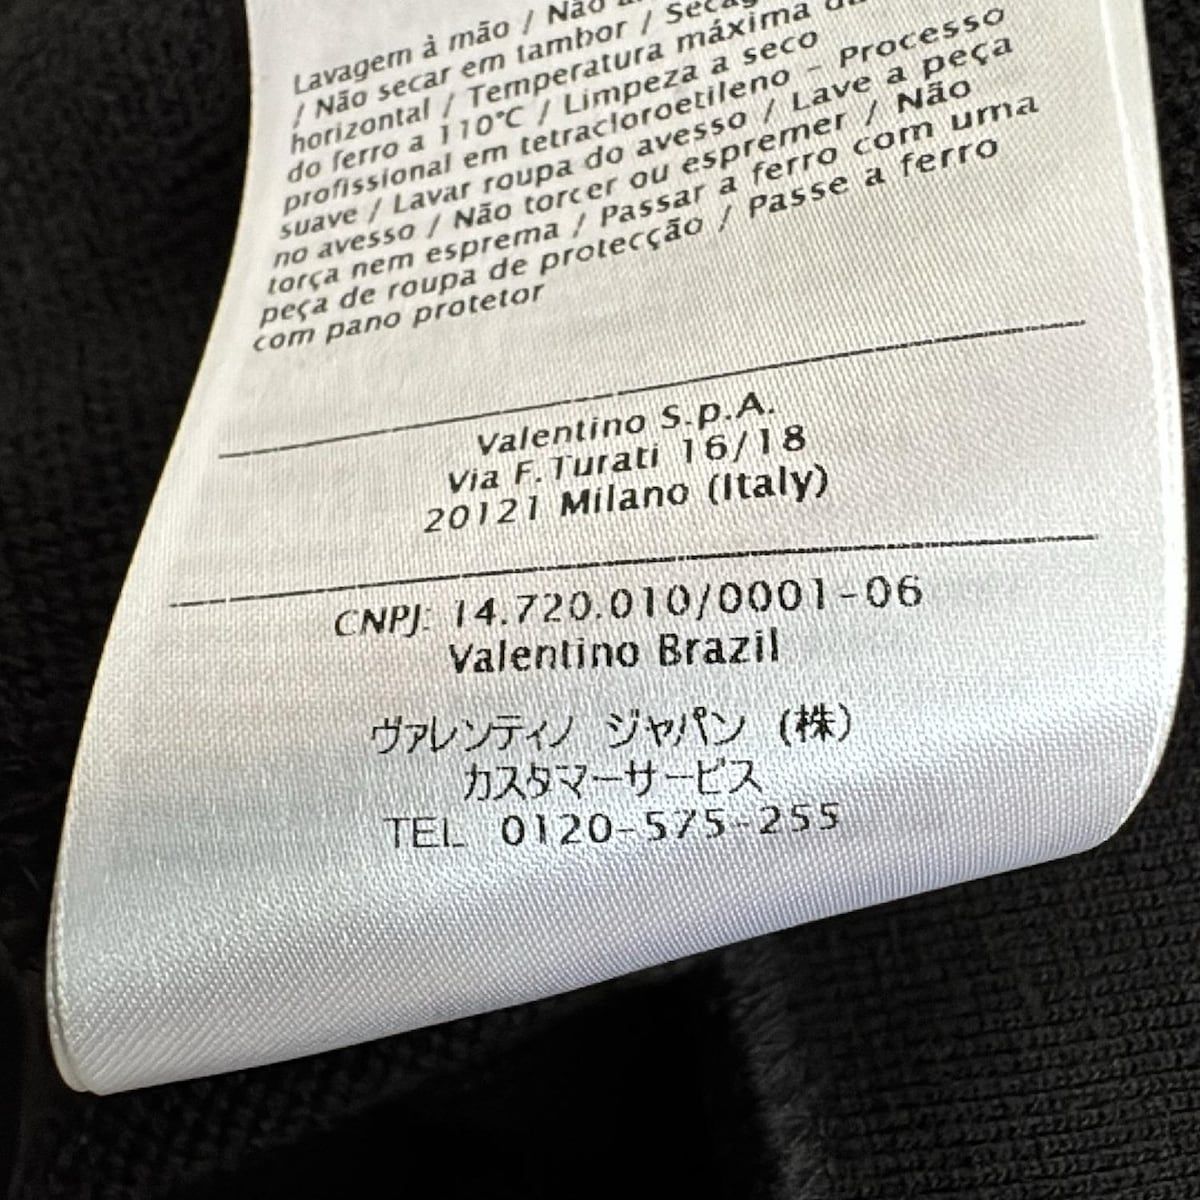 Lavagem à mão / Não
/ Não secar em tambor /
horizontal / Temperatura máxima
do ferro a 110°C / Limpeza a seco
profissional em tetracloroetileno – Processo
suave / Lavar roupa do avesso / Lave a peça
no avesso / Não torcer ou espremer / Não
torça nem esprema / Passar a ferro com uma
peça de roupa de protecção / Passe a ferro
com pano protetor
Valentino S.p.A.
Via F. Turati 16/18
20121 Milano (Italy)
CNPJ: 14.720.010/0001-06
Valentino Brazil
ヴァレンティノ ジャパン (株)
カスタマーサービス
TEL 0120-575-255